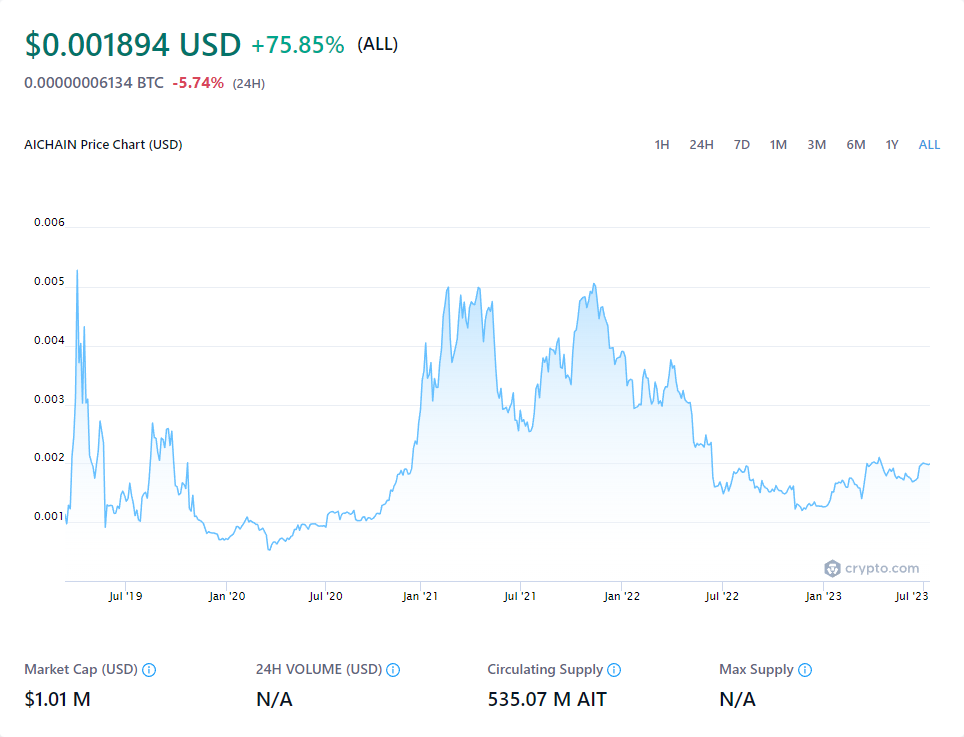 $0.001894 USD +75.85% (ALL)
0.00000006134 BTC -5.74% (24H)
AICHAIN Price Chart (USD) 1H 24H 7D 1M 3M 6M 1Y ALL
0.006
0.005
0.004
0.003
0.002
0.001
crypto.com
Jul '19 Jan '20 Jul '20 Jan '21 Jul '21 Jan '22 Jul '22 Jan '23 Jul '23
Market Cap (USD) 24H VOLUME (USD) Circulating Supply Max Supply
$1.01 M N/A 535.07 M AIT N/A